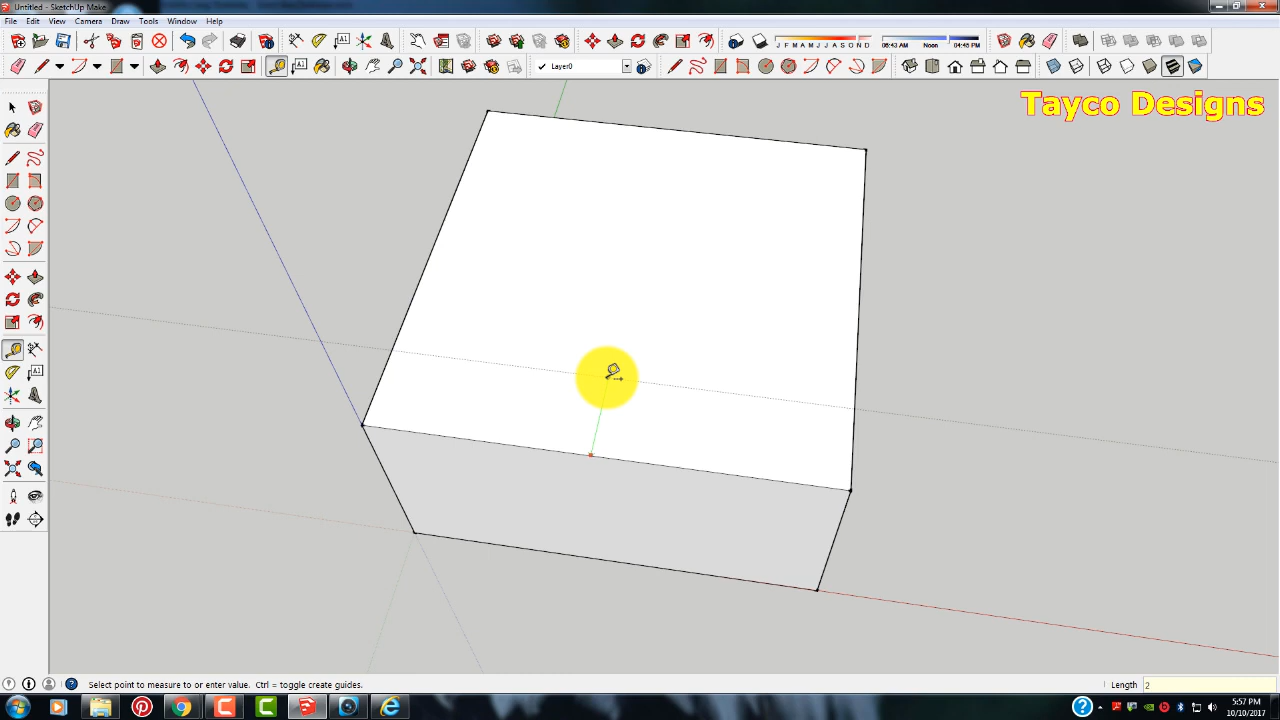 Untitled - SketchUp Make
File Edit View Camera Draw Tools Window Help
J F M A M J J A S O N D 06:43 AM Noon 04:45 PM
Layer0
Tayco Designs
Select point to measure to or enter value. Ctrl = toggle create guides. Length 2
5:57 PM
10/10/2017